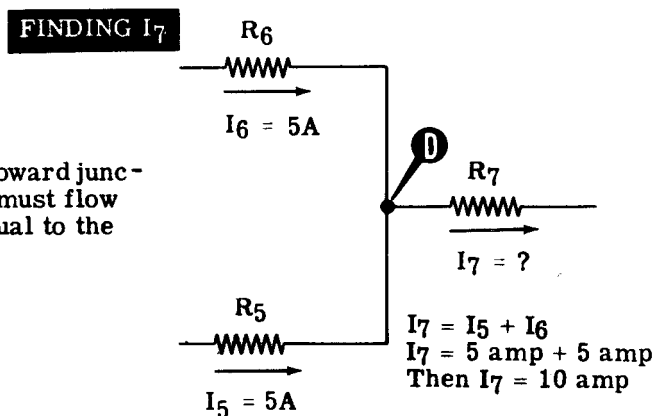 FINDING I7
R6
I6 = 5A
oward junc-
must flow
ual to the
D
R7
I7 = ?
R5
I5 = 5A
I7 = I5 + I6
I7 = 5 amp + 5 amp
Then I7 = 10 amp